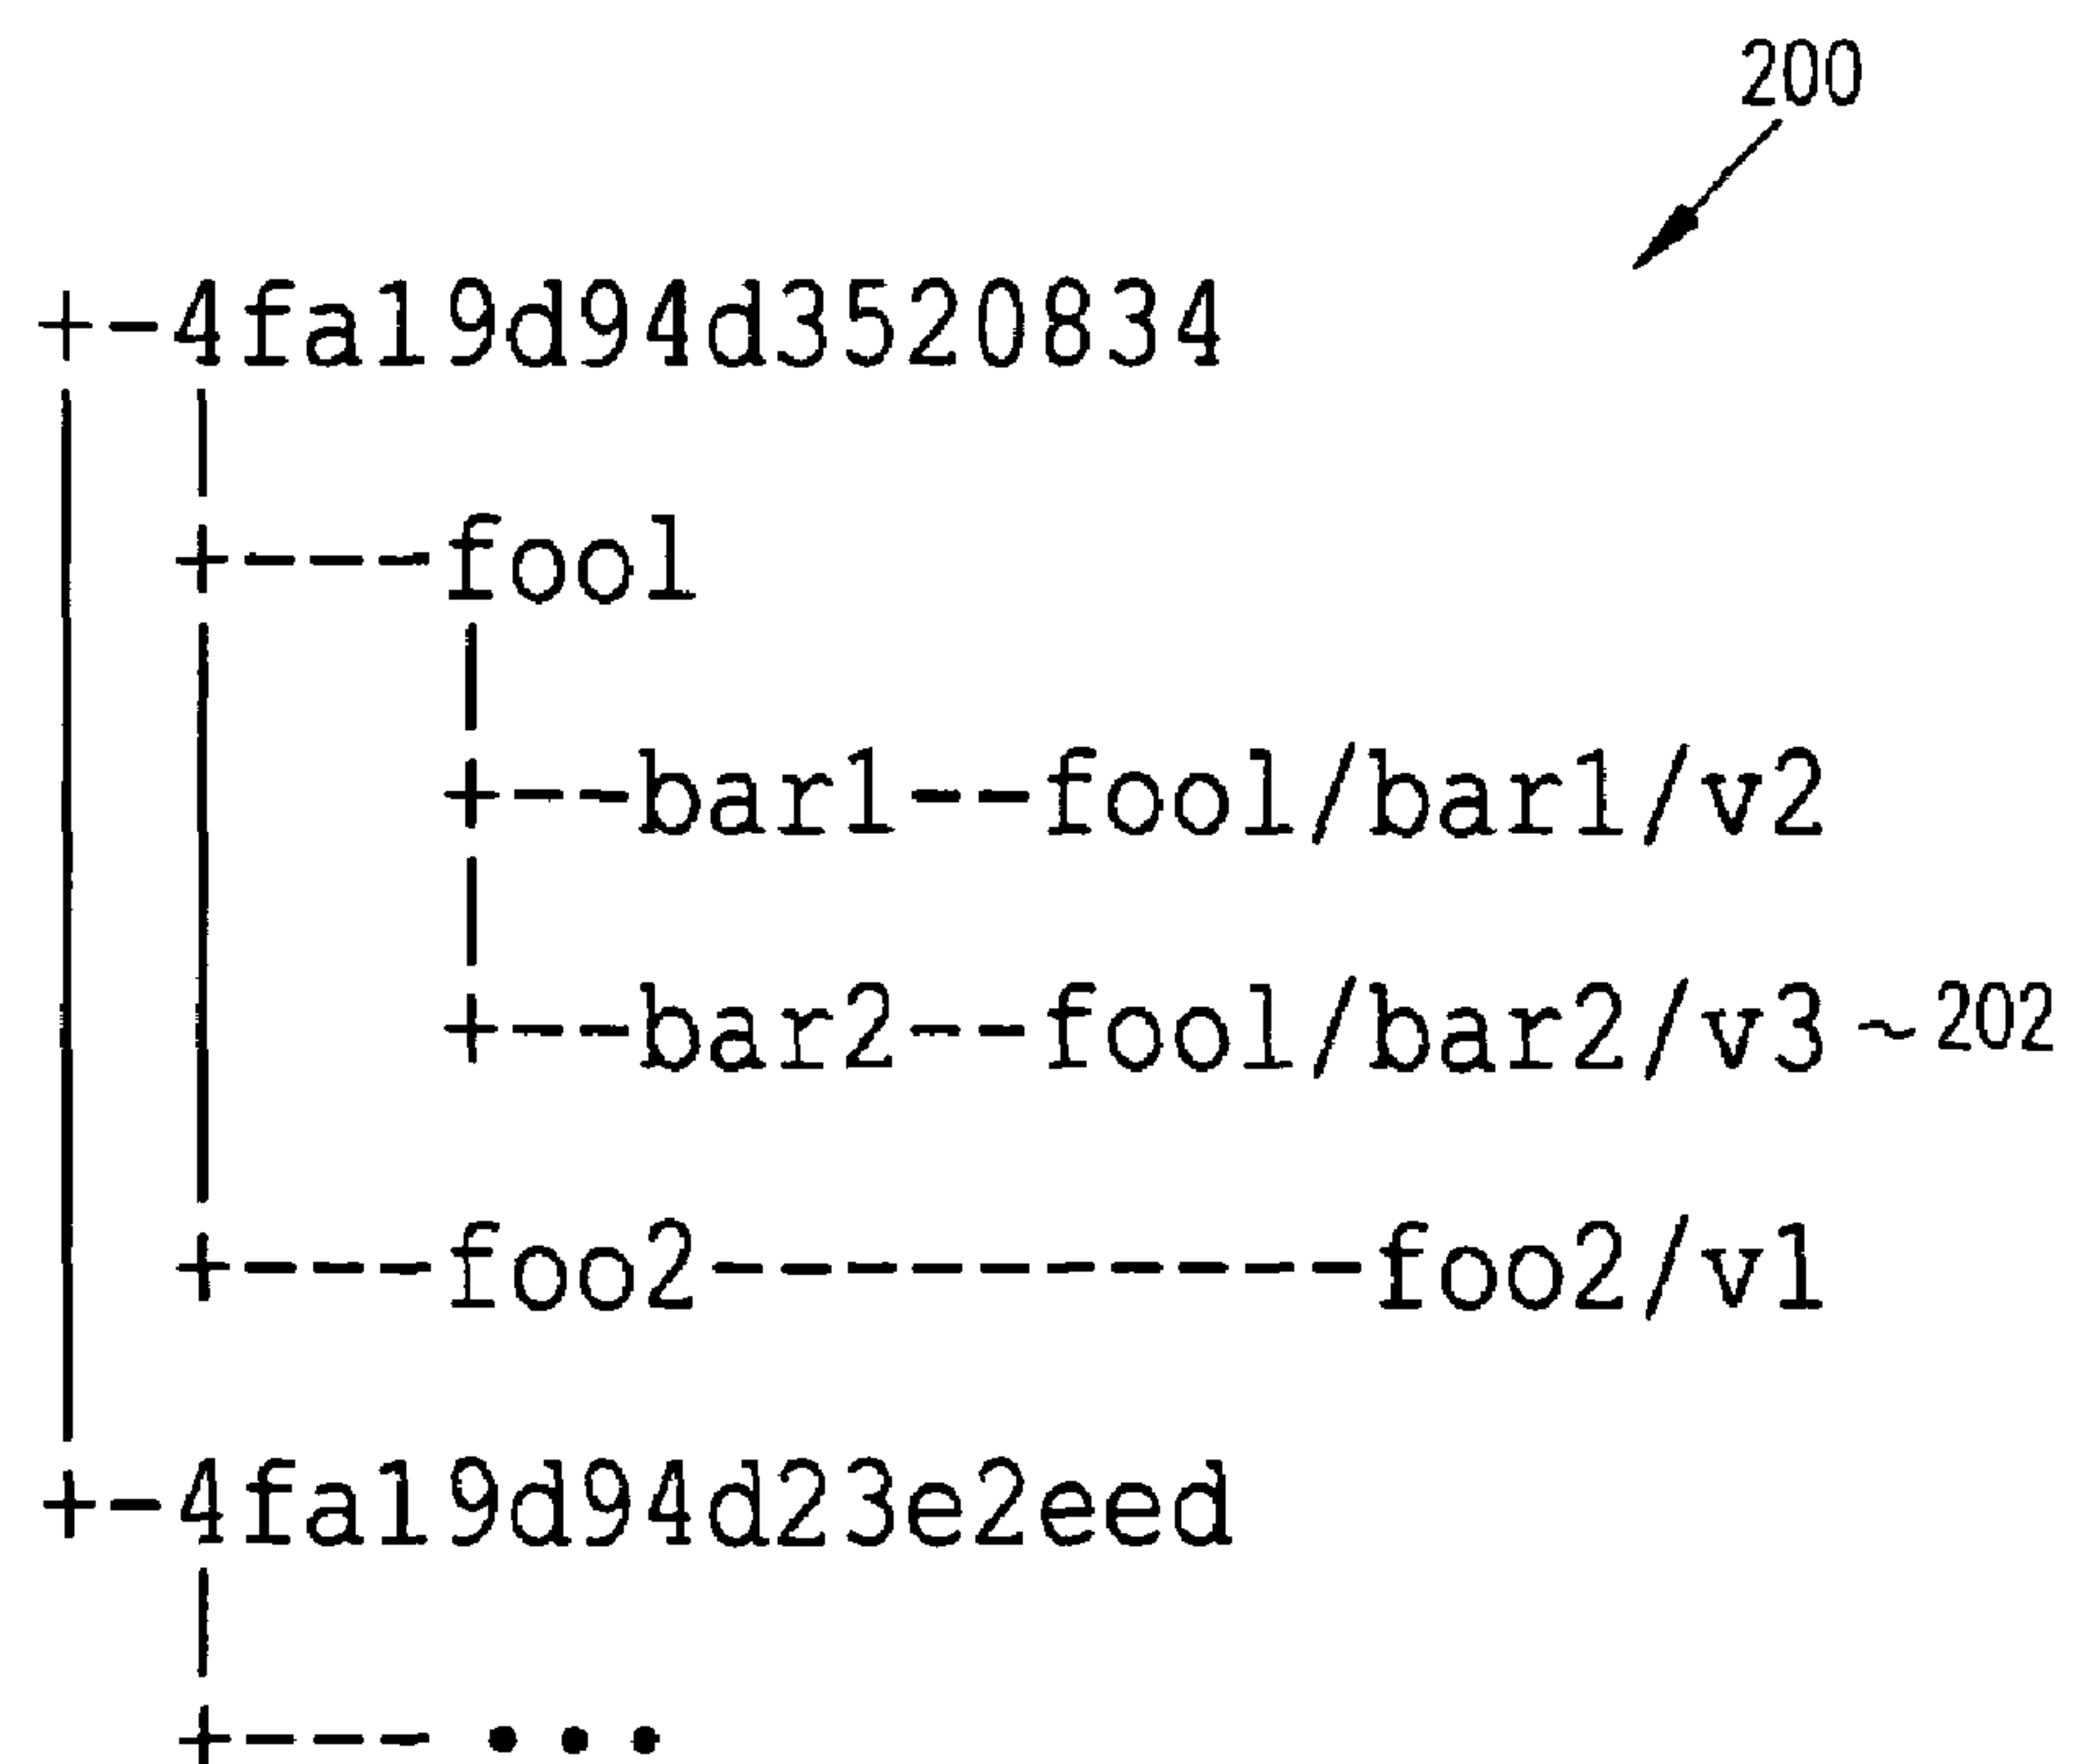 200
+-4fa19d94d3520834
+---fool
+--bar1--fool/bar1/v2
+--bar2--fool/bar2/v3 ~202
+---foo2----------foo2/v1
+-4fa19d94d23e2eed
+--- • • •